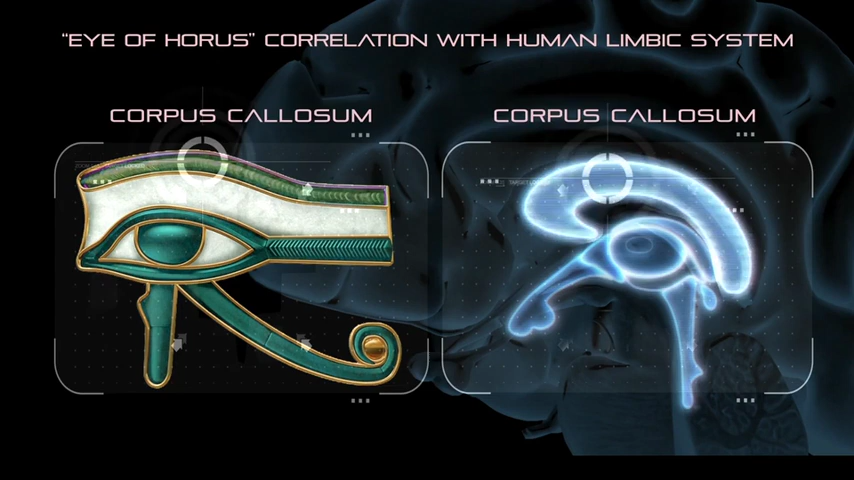 “EYE OF HORUS” CORRELATION WITH HUMAN LIMBIC SYSTEM
CORPUS CALLOSUM
CORPUS CALLOSUM